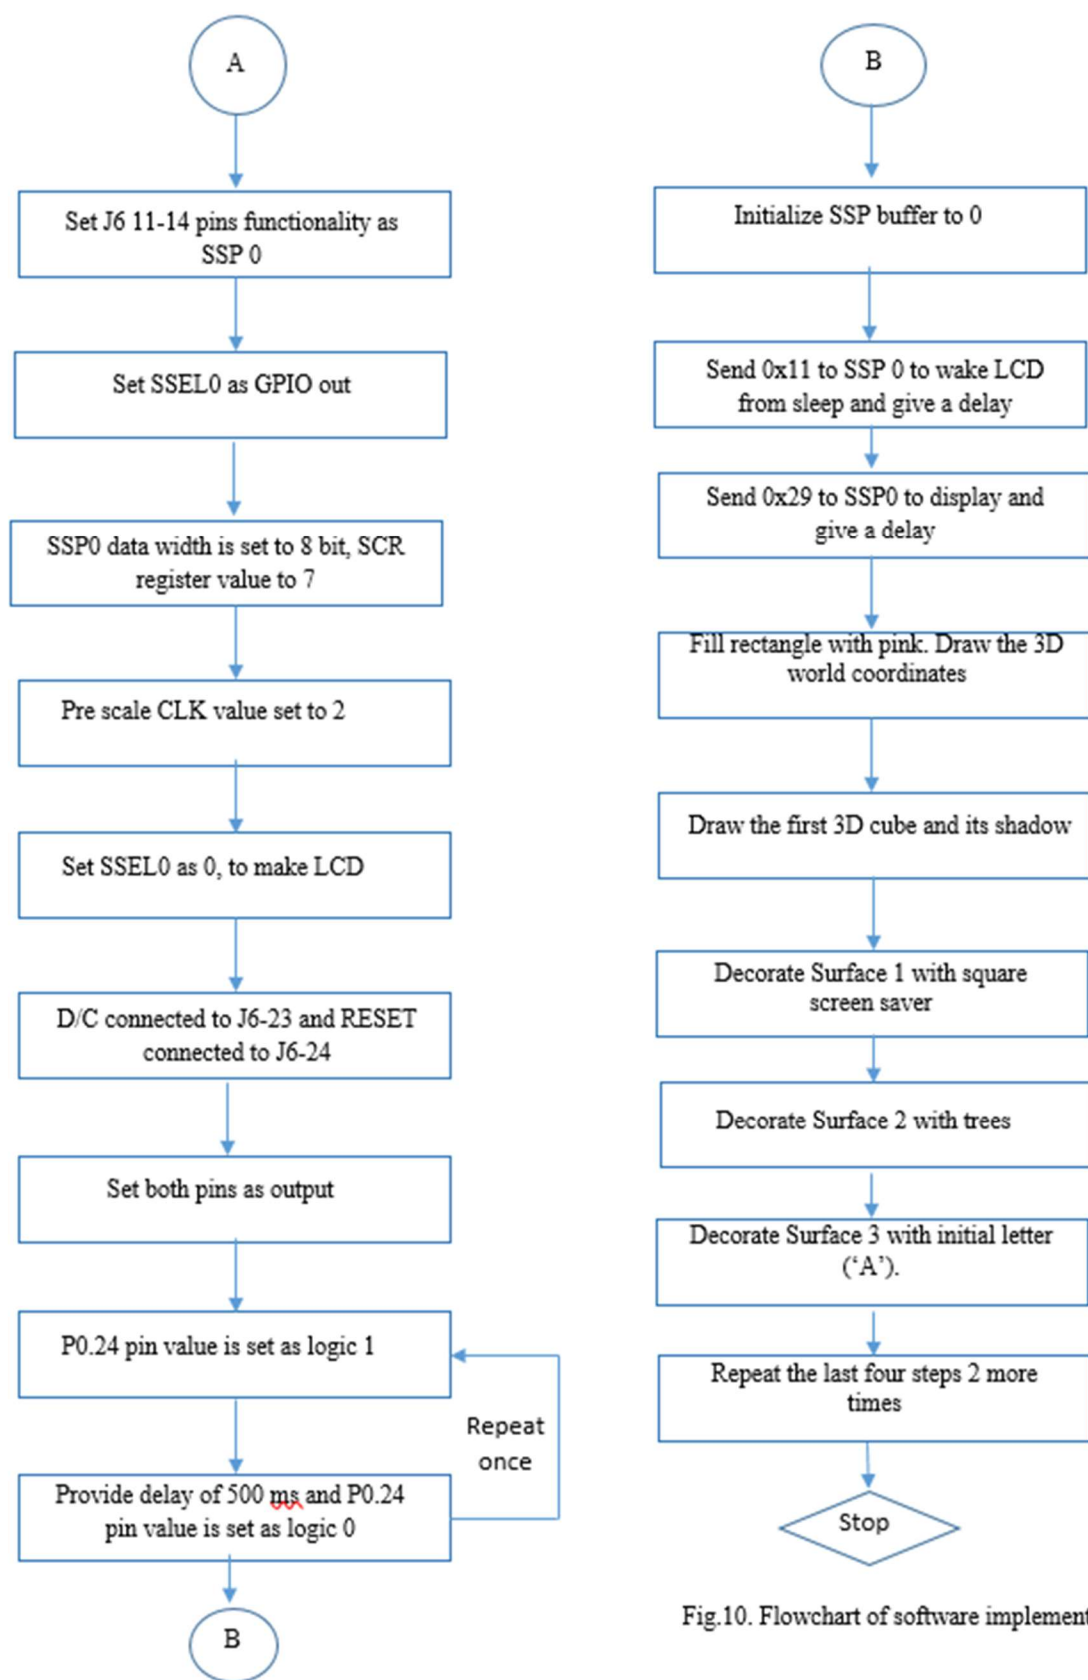 A
Set J6 11-14 pins functionality as
SSP 0
Set SSEL0 as GPIO out
SSP0 data width is set to 8 bit, SCR
register value to 7
Pre scale CLK value set to 2
Set SSEL0 as 0, to make LCD
D/C connected to J6-23 and RESET
connected to J6-24
Set both pins as output
P0.24 pin value is set as logic 1
Repeat
once
Provide delay of 500 ms and P0.24
pin value is set as logic 0
B
B
Initialize SSP buffer to 0
Send 0x11 to SSP 0 to wake LCD
from sleep and give a delay
Send 0x29 to SSP0 to display and
give a delay
Fill rectangle with pink. Draw the 3D
world coordinates
Draw the first 3D cube and its shadow
Decorate Surface 1 with square
screen saver
Decorate Surface 2 with trees
Decorate Surface 3 with initial letter
(‘A’).
Repeat the last four steps 2 more
times
Stop
Fig.10. Flowchart of software implement